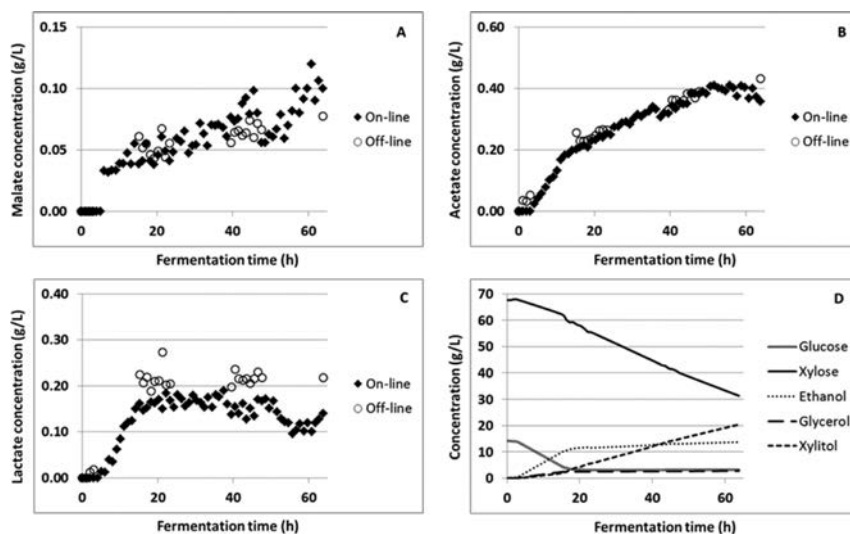 A
Malate concentration (g/L)
0.15
0.10
0.05
0.00
0 20 40 60
Fermentation time (h)
On-line
Off-line
B
Acetate concentration (g/L)
0.60
0.40
0.20
0.00
0 20 40 60
Fermentation time (h)
On-line
Off-line
C
Lactate concentration (g/L)
0.40
0.30
0.20
0.10
0.00
0 20 40 60
Fermentation time (h)
On-line
Off-line
D
Concentration (g/L)
70
60
50
40
30
20
10
0
0 20 40 60
Fermentation time (h)
Glucose
Xylose
Ethanol
Glycerol
Xylitol